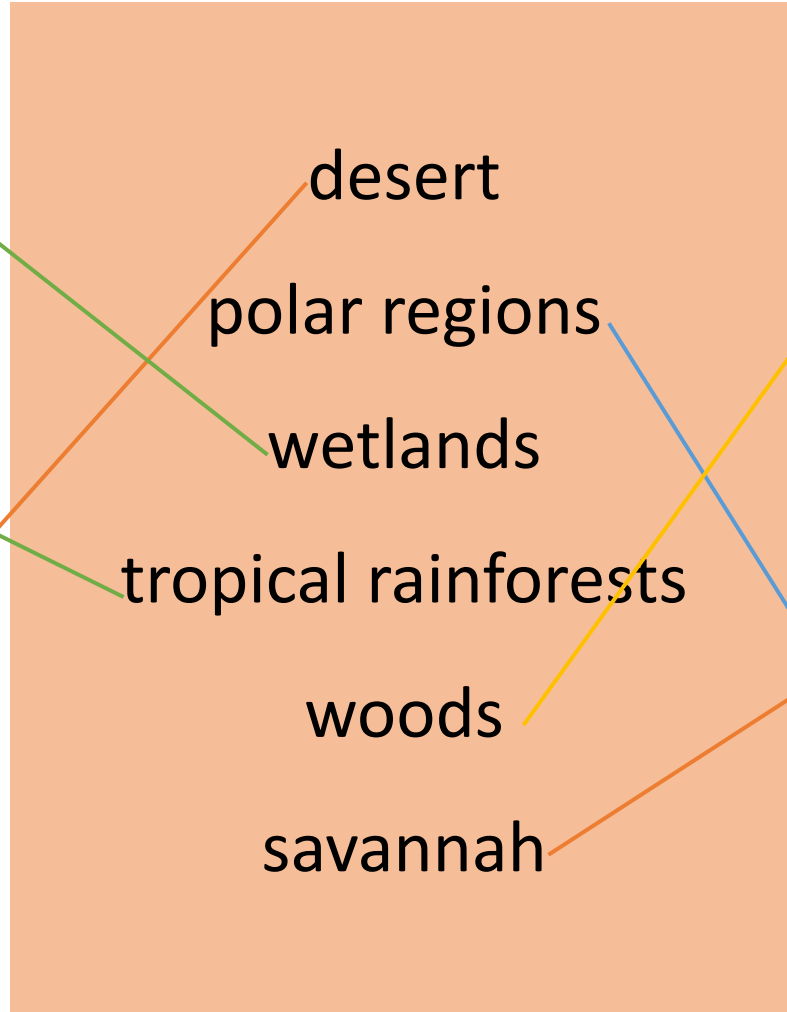 desert
polar regions
wetlands
tropical rainforests
woods
savannah